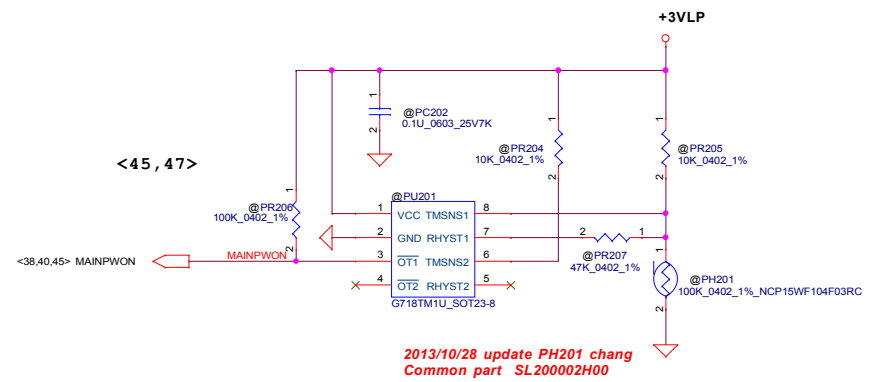 +3VLP
@PC202
0.1U_0603_25V7K
1
2
@PR204
10K_0402_1%
1
2
@PR205
10K_0402_1%
1
2
<45,47>
@PR206
100K_0402_1%
1
2
@PU201
1 VCC TMSNS1 8
2 GND RHYST1 7
3 OT1 TMSNS2 6
4 OT2 RHYST2 5
G718TM1U_SOT23-8
2 1
@PR207
47K_0402_1%
<38,40,45> MAINPWON
MAINPWON
1
2
@PH201
100K_0402_1%_NCP15WF104F03RC
2013/10/28 update PH201 chang
Common part SL200002H00